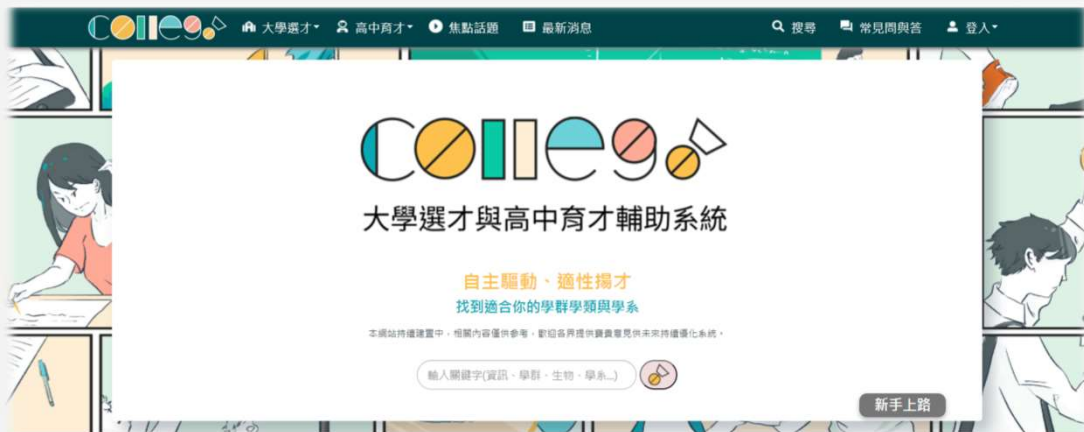 College 大學選才 高中育才 焦點話題 最新消息 搜尋 常見問與答 登入
College
大學選才與高中育才輔助系統
自主驅動、適性揚才
找到適合你的學群學類與學系
本網站持續建置中，相關內容僅供參考，歡迎各界提供寶貴意見供未來持續優化系統。
輸入關鍵字(資訊、學群、生物、學系...)
新手上路